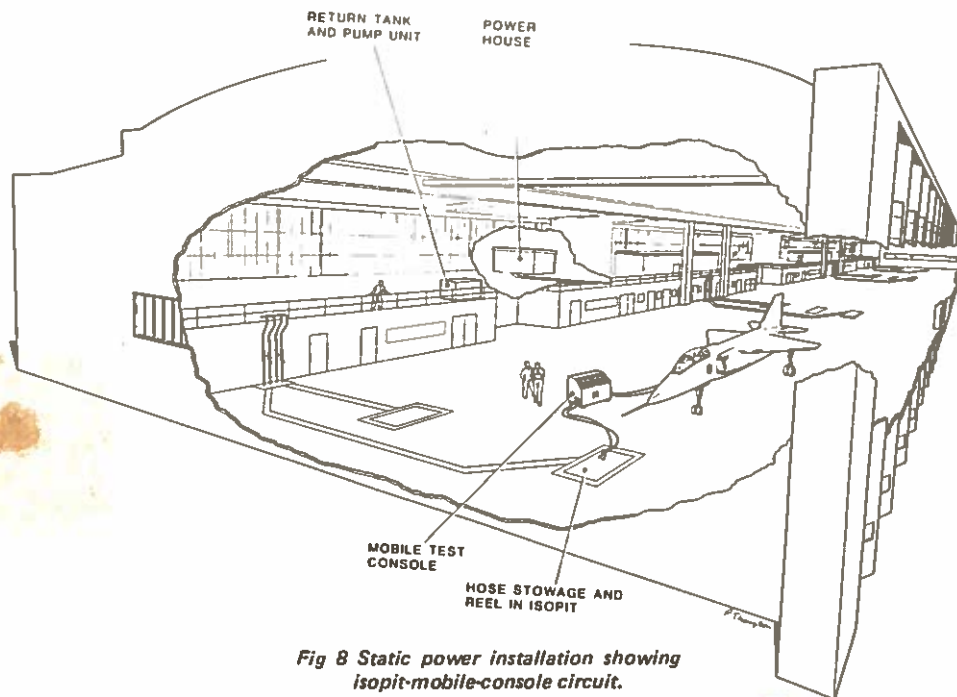 RETURN TANK
AND PUMP UNIT
POWER
HOUSE
MOBILE TEST
CONSOLE
HOSE STOWAGE AND
REEL IN ISOPIT
Fig 8 Static power installation showing
isopit-mobile-console circuit.